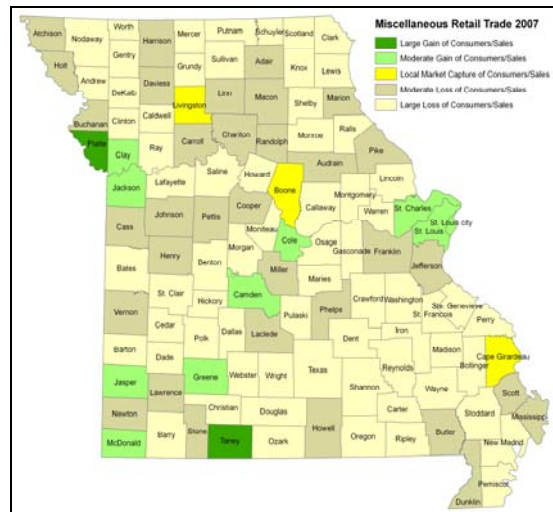 Miscellaneous Retail Trade 2007
Large Gain of Consumers/Sales
Moderate Gain of Consumers/Sales
Local Market Capture of Consumers/Sales
Moderate Loss of Consumers/Sales
Large Loss of Consumers/Sales
Atchison
Nodaway
Worth
Harrison
Mercer
Putnam
Schuyler
Scotland
Clark
Holt
Gentry
Sullivan
Adair
Knox
Lewis
Andrew
Grundy
Daviess
DeKalb
Linn
Macon
Shelby
Marion
Livingston
Buchanan
Clinton
Caldwell
Chariton
Randolph
Monroe
Ralls
Platte
Clay
Ray
Carroll
Audrain
Pike
Saline
Howard
Boone
Lincoln
Jackson
Lafayette
Montgomery
Callaway
Warren
St. Charles
St. Louis city
St. Louis
Cooper
Cass
Johnson
Pettis
Moniteau
Cole
Osage
Gasconade
Franklin
Jefferson
Morgan
Henry
Bates
Benton
Miller
Maries
Camden
St. Clair
Hickory
Pulaski
Phelps
Crawford
Washington
Ste. Genevieve
St. Francois
Perry
Vernon
Cedar
Polk
Dallas
Laclede
Dent
Iron
Madison
Cape Girardeau
Bollinger
Barton
Dade
Texas
Reynolds
Jasper
Greene
Webster
Wright
Shannon
Wayne
Scott
Lawrence
Christian
Douglas
Carter
Stoddard
Mississippi
Newton
Stone
Howell
Butler
New Madrid
McDonald
Barry
Taney
Ozark
Oregon
Ripley
Pemiscot
Dunklin